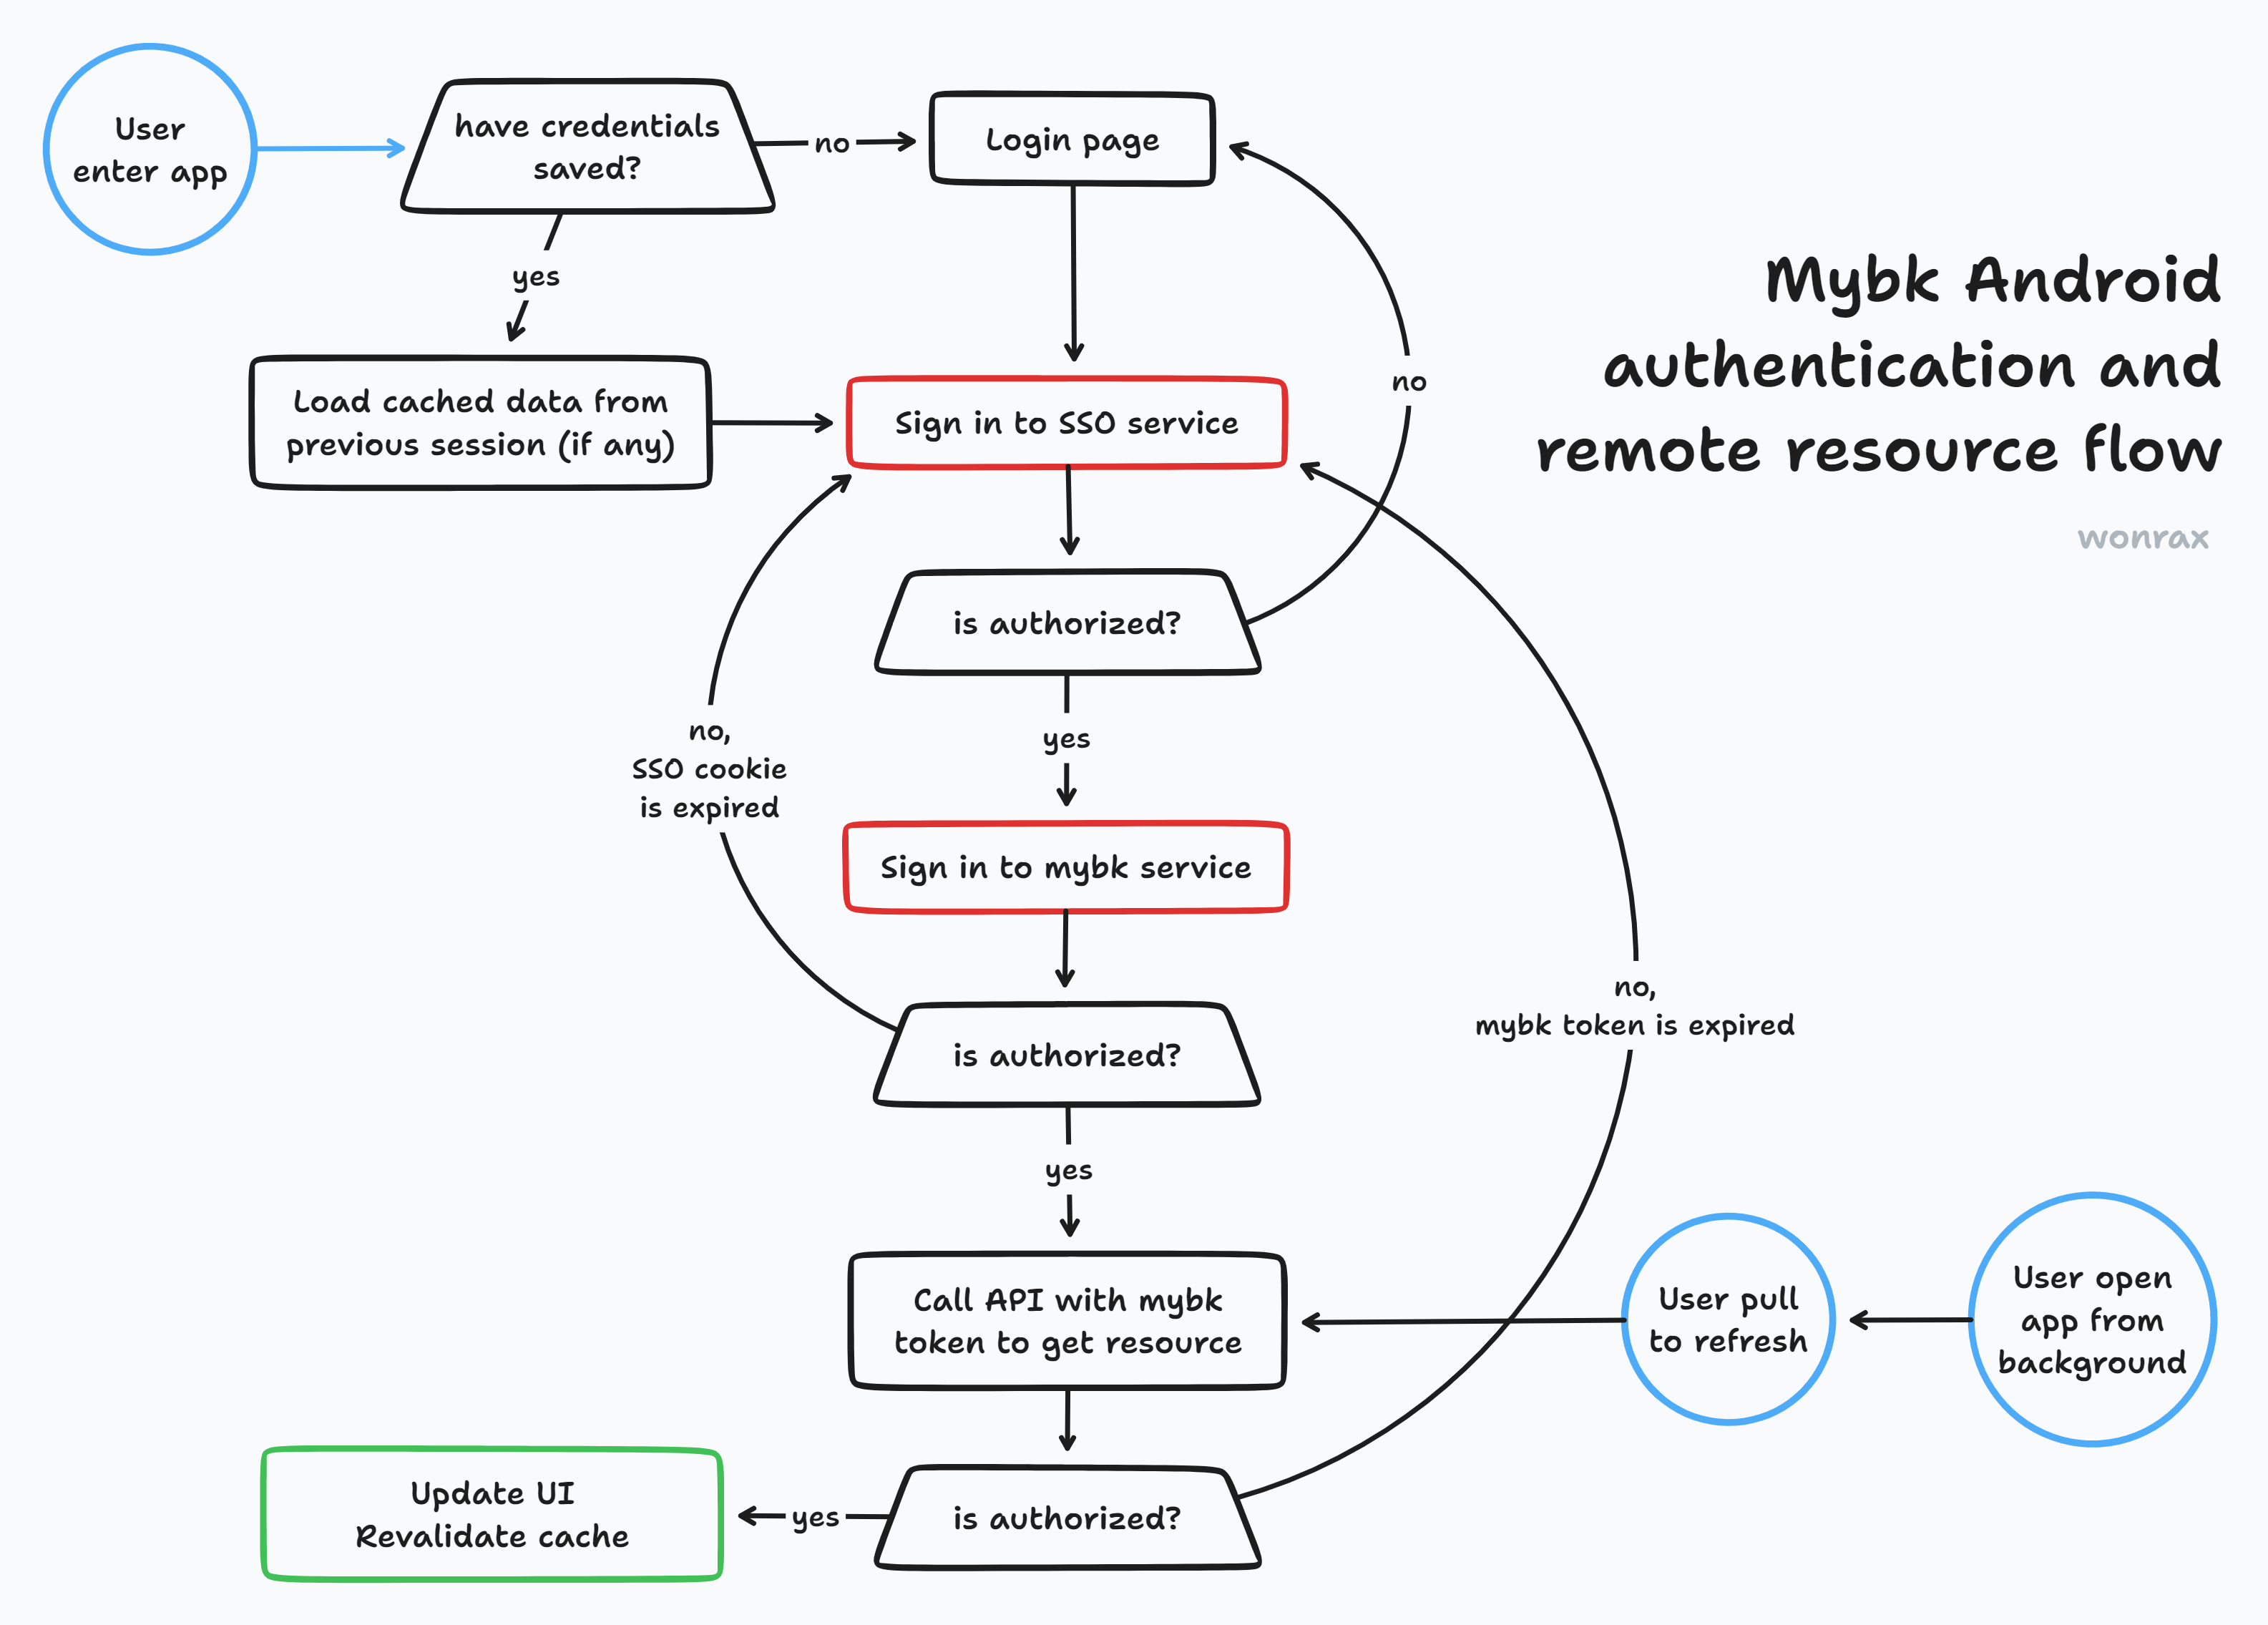 User
enter app
have credentials
saved?
no
Login page
yes
Mybk Android
authentication and
remote resource flow
wonrax
Load cached data from
previous session (if any)
Sign in to SSO service
no
is authorized?
yes
no,
SSO cookie
is expired
Sign in to mybk service
no,
mybk token is expired
is authorized?
yes
Call API with mybk
token to get resource
User pull
to refresh
User open
app from
background
Update UI
Revalidate cache
yes
is authorized?